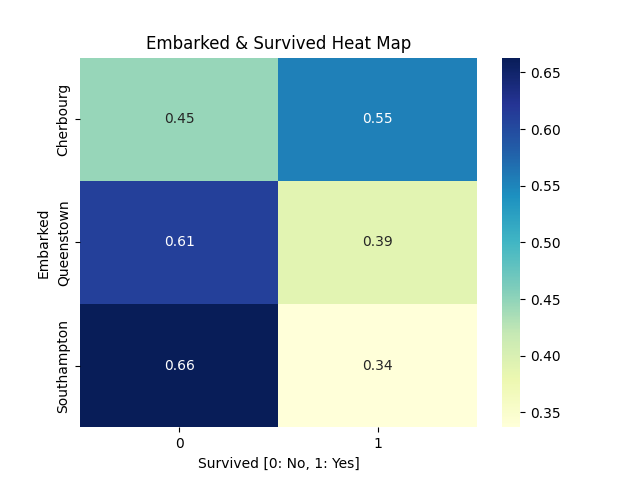 Embarked & Survived Heat Map
Embarked
Cherbourg
Queenstown
Southampton
0.45
0.55
0.61
0.39
0.66
0.34
0
1
Survived [0: No, 1: Yes]
0.65
0.60
0.55
0.50
0.45
0.40
0.35